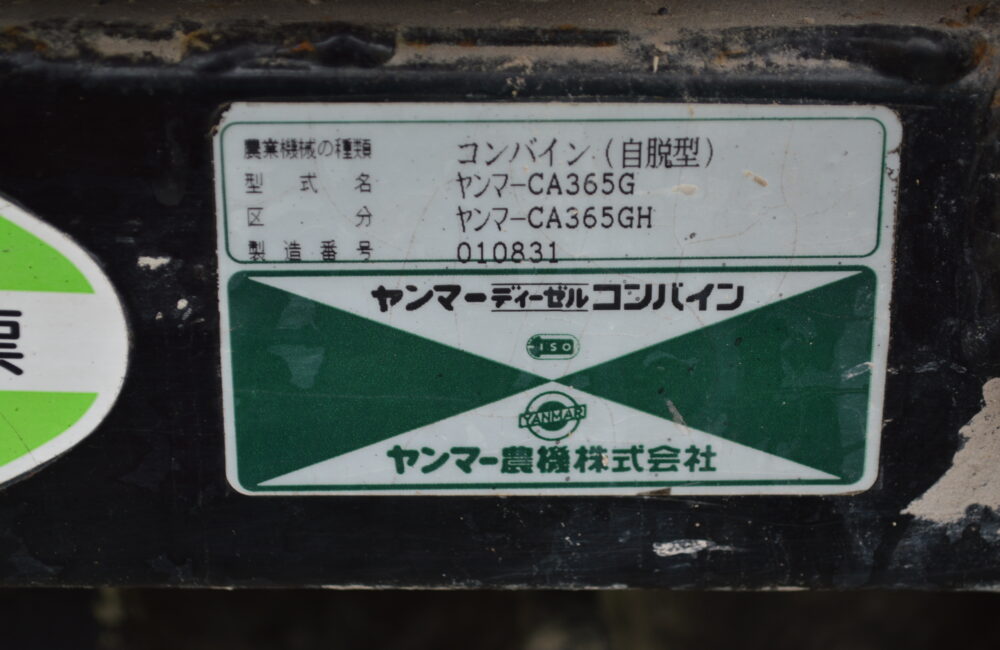 農業機械の種類 コンバイン(自脱型)
型式名 ヤンマーCA365G
区分 ヤンマーCA365GH
製造番号 010831
ヤンマーディーゼルコンバイン
ISO
YANMAR
ヤンマー農機株式会社